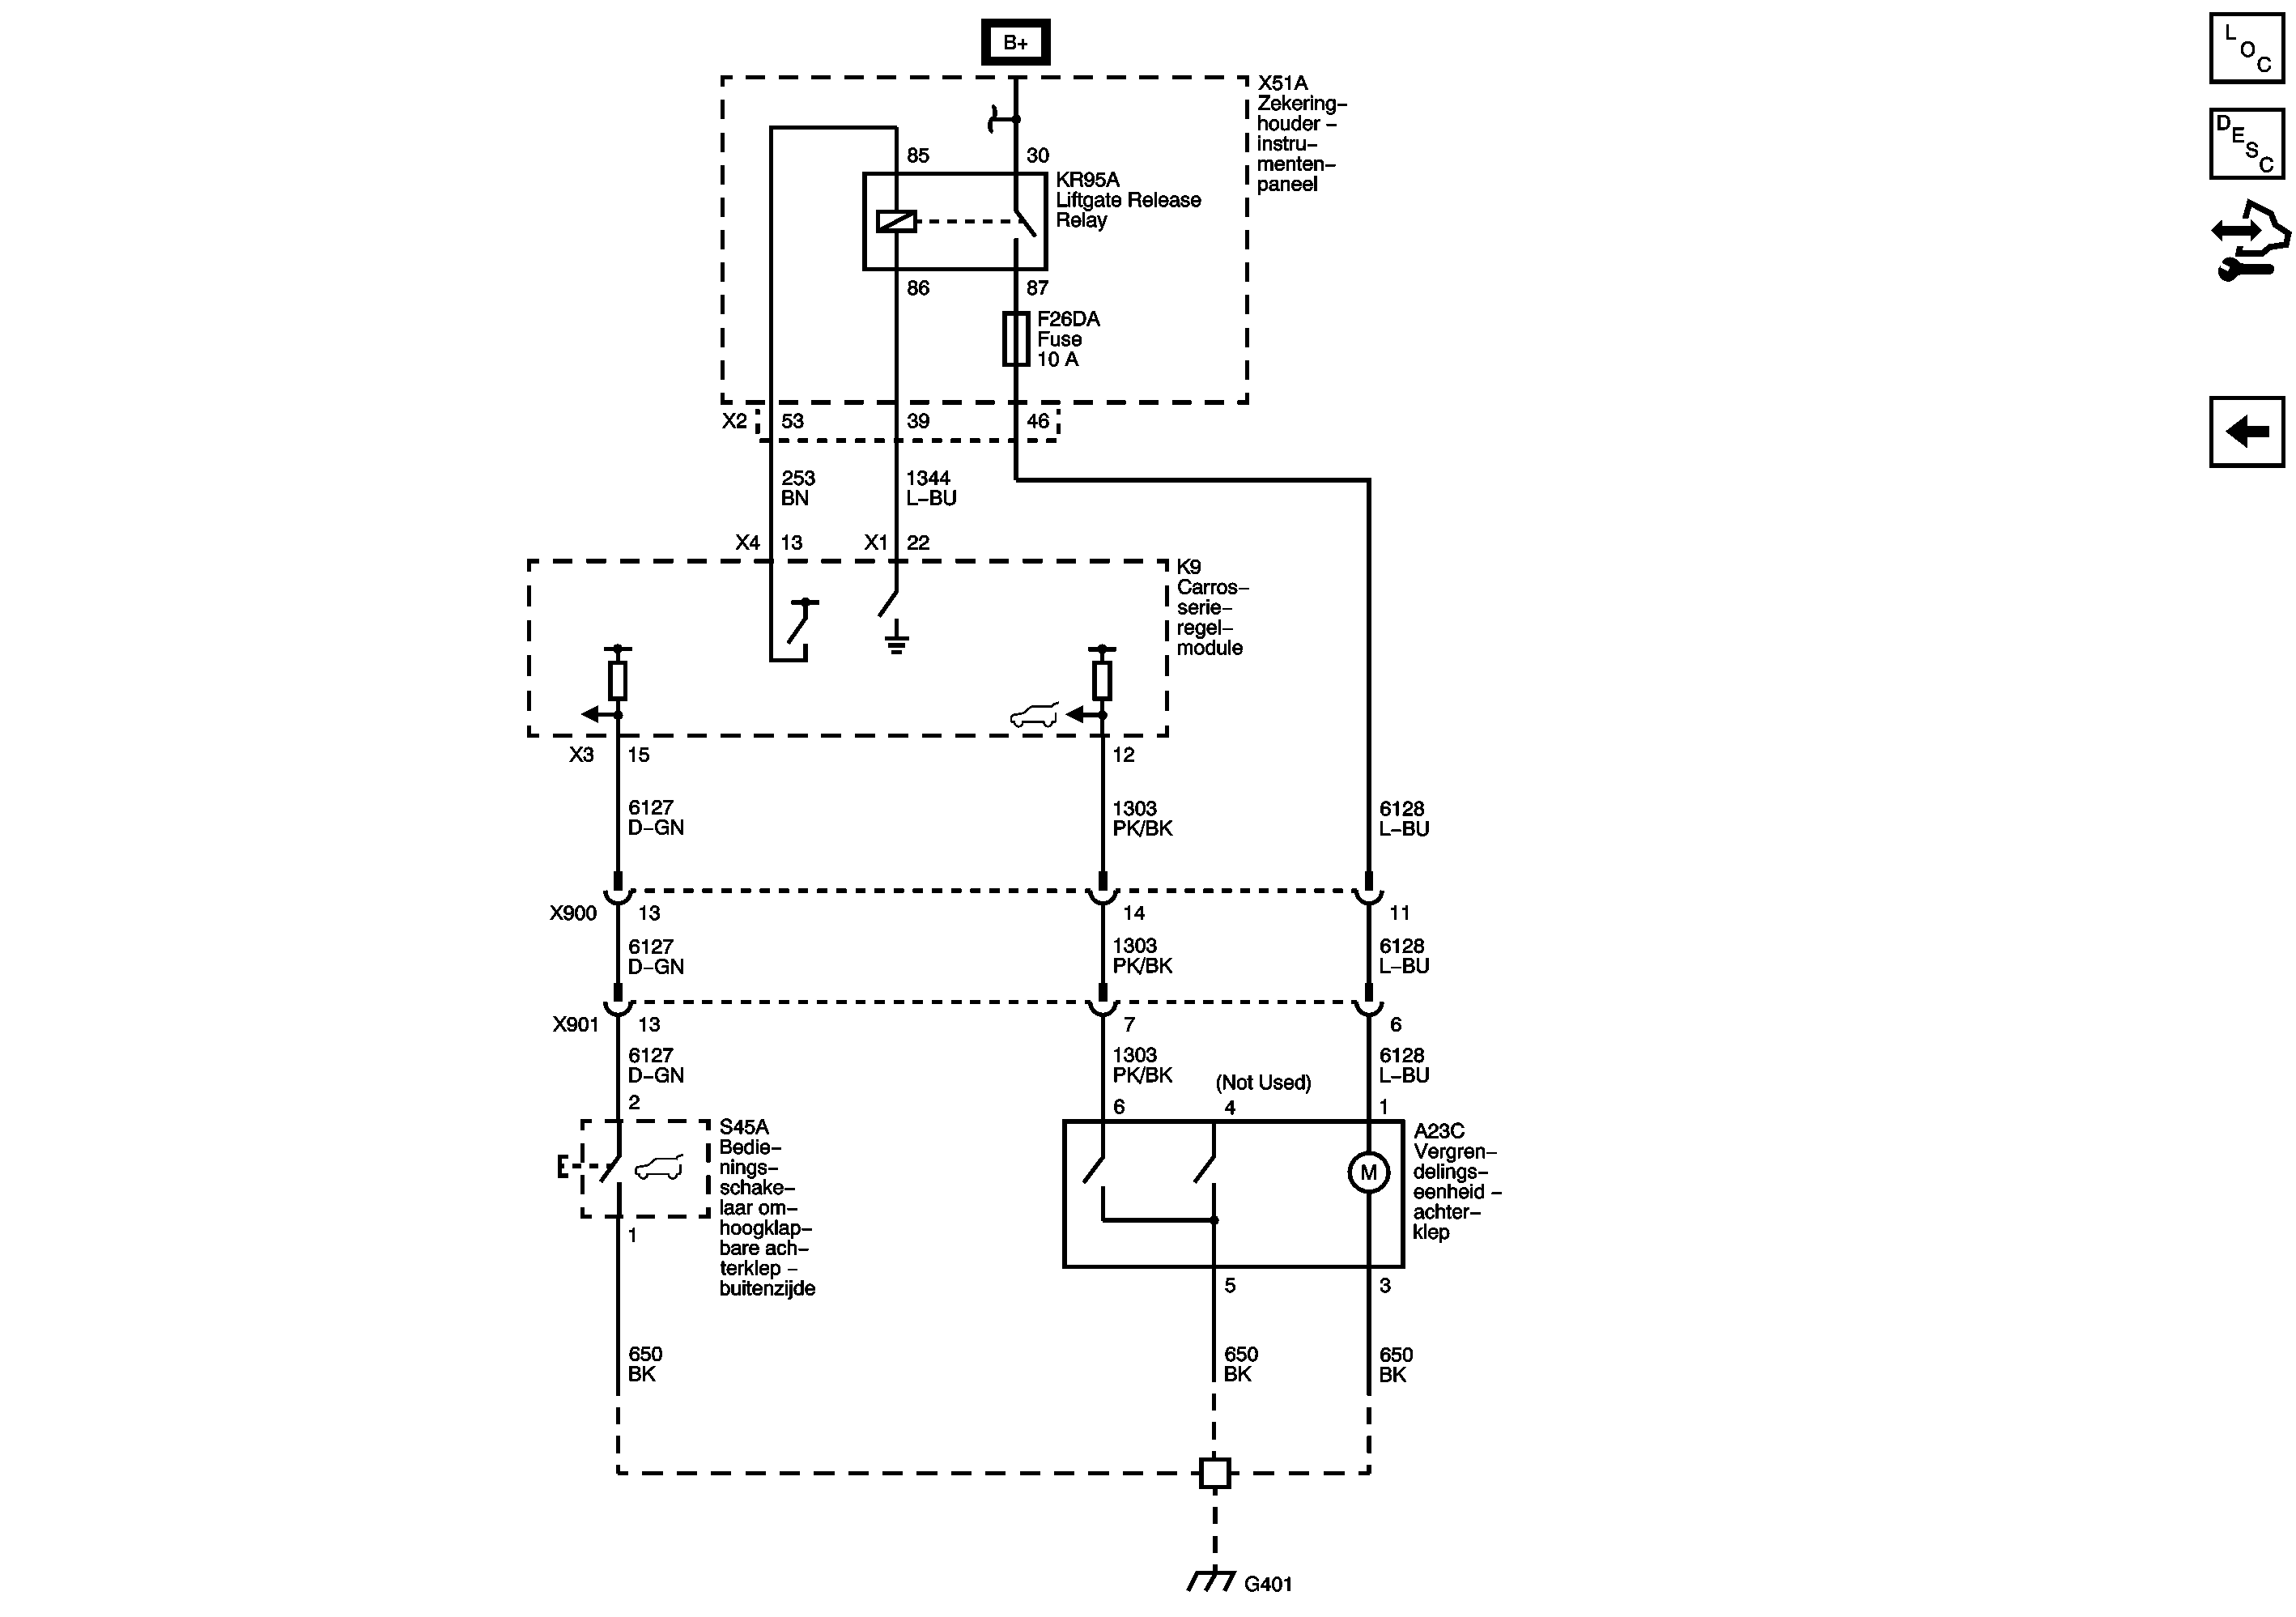 B+
L
O
C
D
E
S
C
X51A
Zekering–
houder –
instru–
menten–
paneel
85
30
KR95A
Liftgate Release
Relay
86
87
F26DA
Fuse
10 A
X2
53
39
46
253
BN
1344
L–BU
X4
13
X1
22
K9
Carros–
serie–
regel–
module
X3
15
12
6127
D–GN
1303
PK/BK
6128
L–BU
X900
13
14
11
6127
D–GN
1303
PK/BK
6128
L–BU
X901
13
7
6
6127
D–GN
1303
PK/BK
6128
L–BU
(Not Used)
2
6
4
1
S45A
Bedie–
nings–
schake–
laar om–
hoogklap–
bare ach–
terklep –
buitenzijde
M
A23C
Vergren–
delings–
eenheid –
achter–
klep
1
5
3
650
BK
650
BK
650
BK
G401